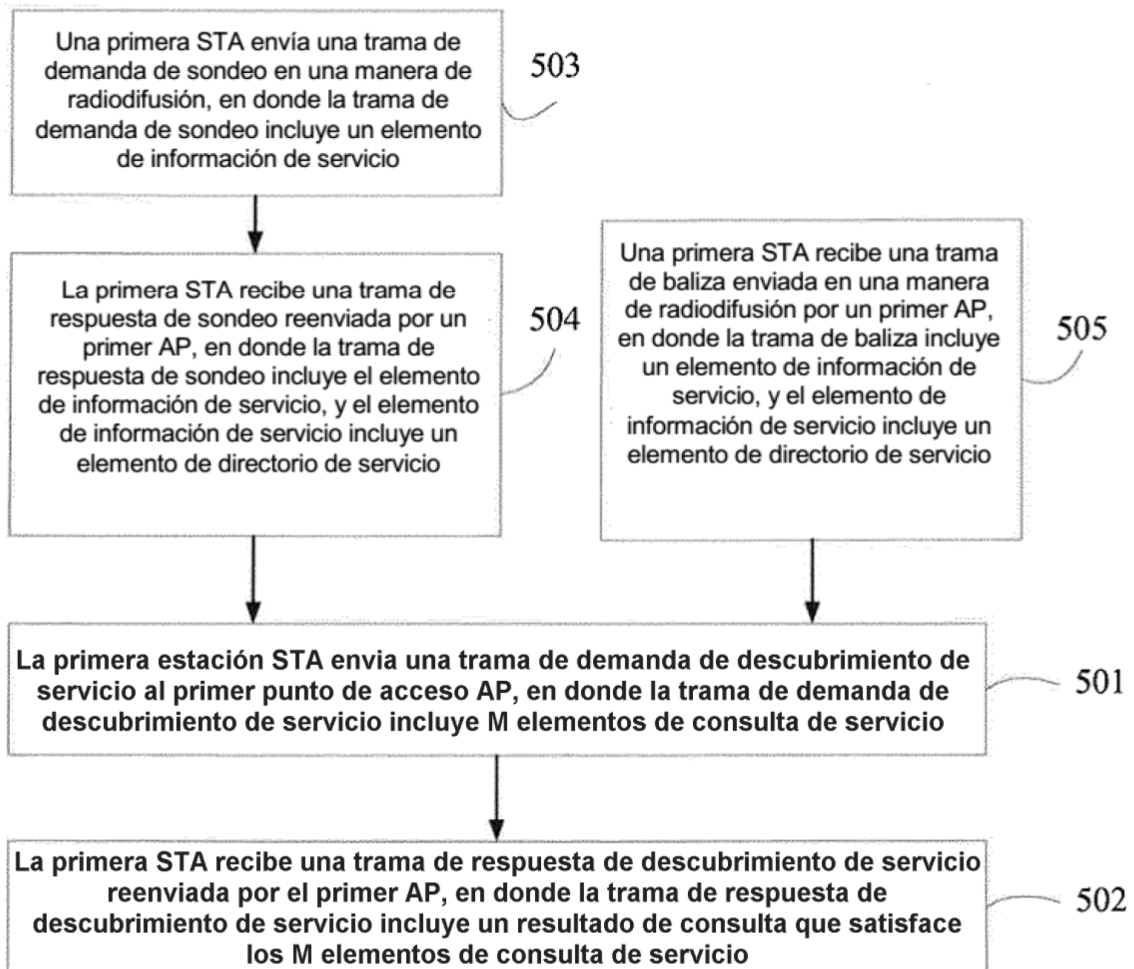 Una primera STA envía una trama de
demanda de sondeo en una manera de
radiodifusión, en donde la trama de
demanda de sondeo incluye un elemento
de información de servicio
503
La primera STA recibe una trama de
respuesta de sondeo reenviada por un
primer AP, en donde la trama de
respuesta de sondeo incluye el elemento
de información de servicio, y el elemento
de información de servicio incluye un
elemento de directorio de servicio
504
Una primera STA recibe una trama
de baliza enviada en una manera
de radiodifusión por un primer AP,
en donde la trama de baliza incluye
un elemento de información de
servicio, y el elemento de
información de servicio incluye un
elemento de directorio de servicio
505
La primera estación STA envia una trama de demanda de descubrimiento de
servicio al primer punto de acceso AP, en donde la trama de demanda de
descubrimiento de servicio incluye M elementos de consulta de servicio
501
La primera STA recibe una trama de respuesta de descubrimiento de servicio
reenviada por el primer AP, en donde la trama de respuesta de
descubrimiento de servicio incluye un resultado de consulta que satisface
los M elementos de consulta de servicio
502